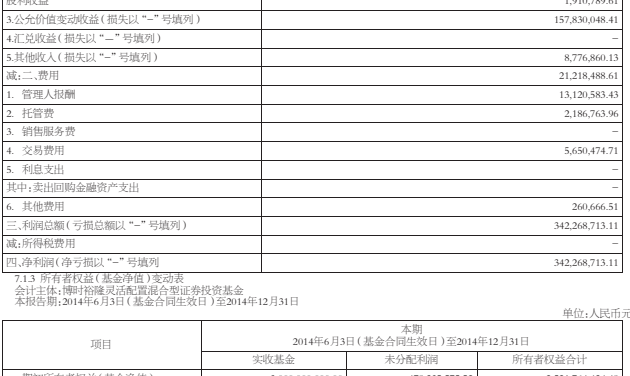 股利收益 1,910,789.61
3.公允价值变动收益(损失以“-”号填列) 157,830,048.41
4.汇兑收益(损失以“—”号填列) -
5.其他收入(损失以“-”号填列) 8,776,860.13
减:二、费用 21,218,488.61
1. 管理人报酬 13,120,583.43
2. 托管费 2,186,763.96
3. 销售服务费 -
4. 交易费用 5,650,474.71
5. 利息支出 -
其中:卖出回购金融资产支出 -
6. 其他费用 260,666.51
三、利润总额(亏损总额以“-”号填列) 342,268,713.11
减:所得税费用 -
四、净利润(净亏损以“-”号填列 342,268,713.11
7.1.3 所有者权益(基金净值)变动表
会计主体:博时裕隆灵活配置混合型证券投资基金
本报告期:2014年6月3日(基金合同生效日)至2014年12月31日
单位:人民币元
项目 本期
2014年6月3日(基金合同生效日)至2014年12月31日
实收基金 未分配利润 所有者权益合计